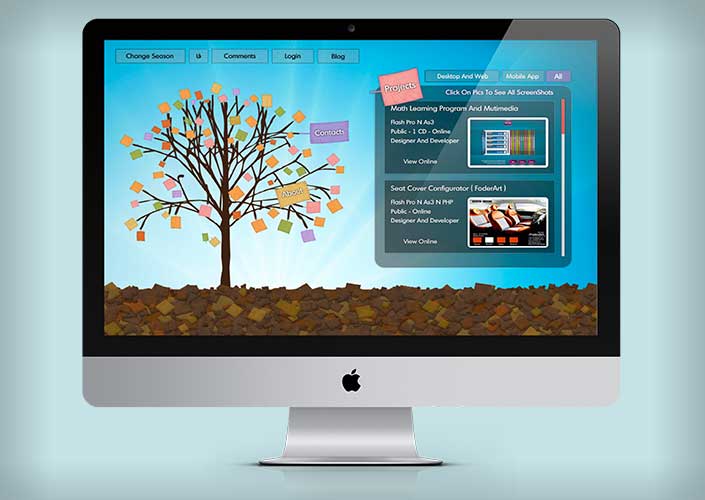 Change Season
Comments
Login
Blog
Projects
Desktop And Web
Mobile App
All
Click On Pics To See All ScreenShots
Contacts
About
Math Learning Program And Mutimedia
Flash Pro N As3
Public - 1 CD - Online
Designer And Developer
View Online
Seat Cover Configurator ( FoderArt )
Flash Pro N As3 N PHP
Public - Online
Designer And Developer
View Online